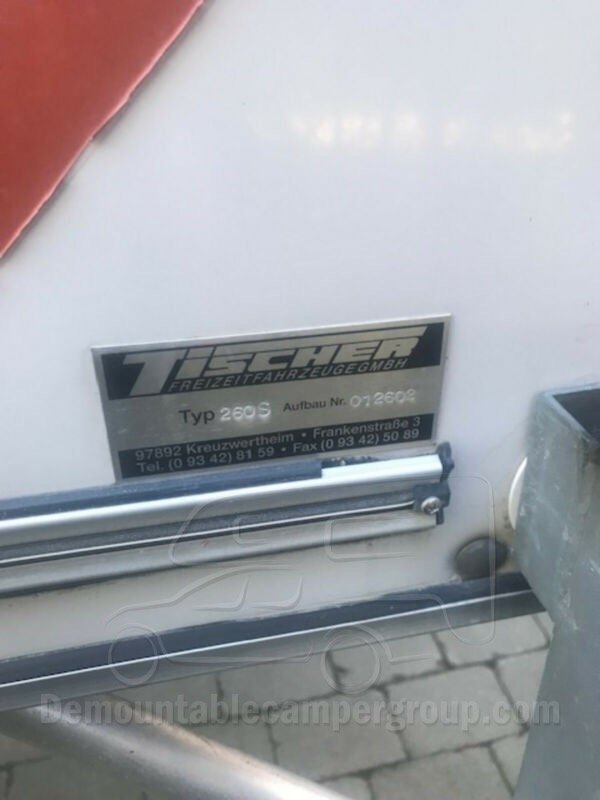 TISCHER
FREIZEITFAHRZEUGE GMBH
Typ 260S Aufbau Nr. 012602
97892 Kreuzwertheim • Frankenstraße 3
Tel. (0 93 42) 81 59 • Fax (0 93 42) 50 89
Demountablecampergroup.com